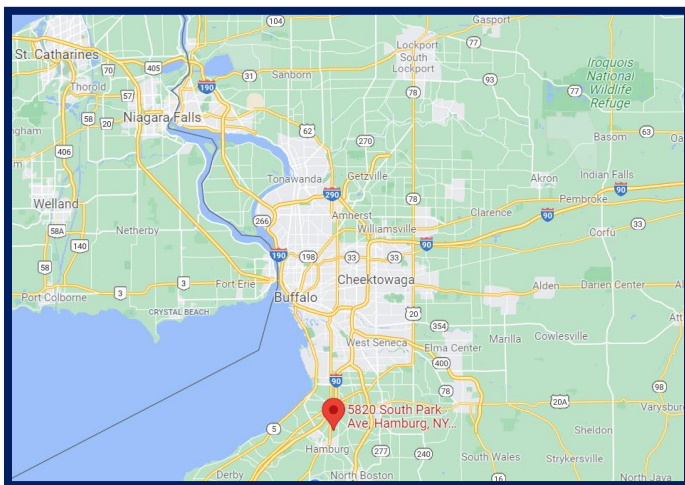 104
Gasport
St. Catharines
Lockport
77
South
Lockport
Iroquois
National
Wildlife
Refuge
70
405
31
Sanborn
93
Thorold
190
78
77
57
58
20
Niagara Falls
62
63
Basom
270
406
Tonawanda
Getzville
Akron
Indian Falls
290
90
Welland
78
Pembroke
266
Amherst
Clarence
90
58A
Netherby
Williamsville
33
140
190
198
33
33
90
Corfu
58
3
3
Fort Erie
Cheektowaga
Port Colborne
Buffalo
Alden
Darien Center
CRYSTAL BEACH
20
354
West Seneca
Elma Center
Marilla
Cowlesville
400
90
78
98
5820 South Park
Ave, Hamburg, NY...
20A
Varysbur
5
Sheldon
Hamburg
277
240
South Wales
Strykersville
Derby
North Boston
16
North Java